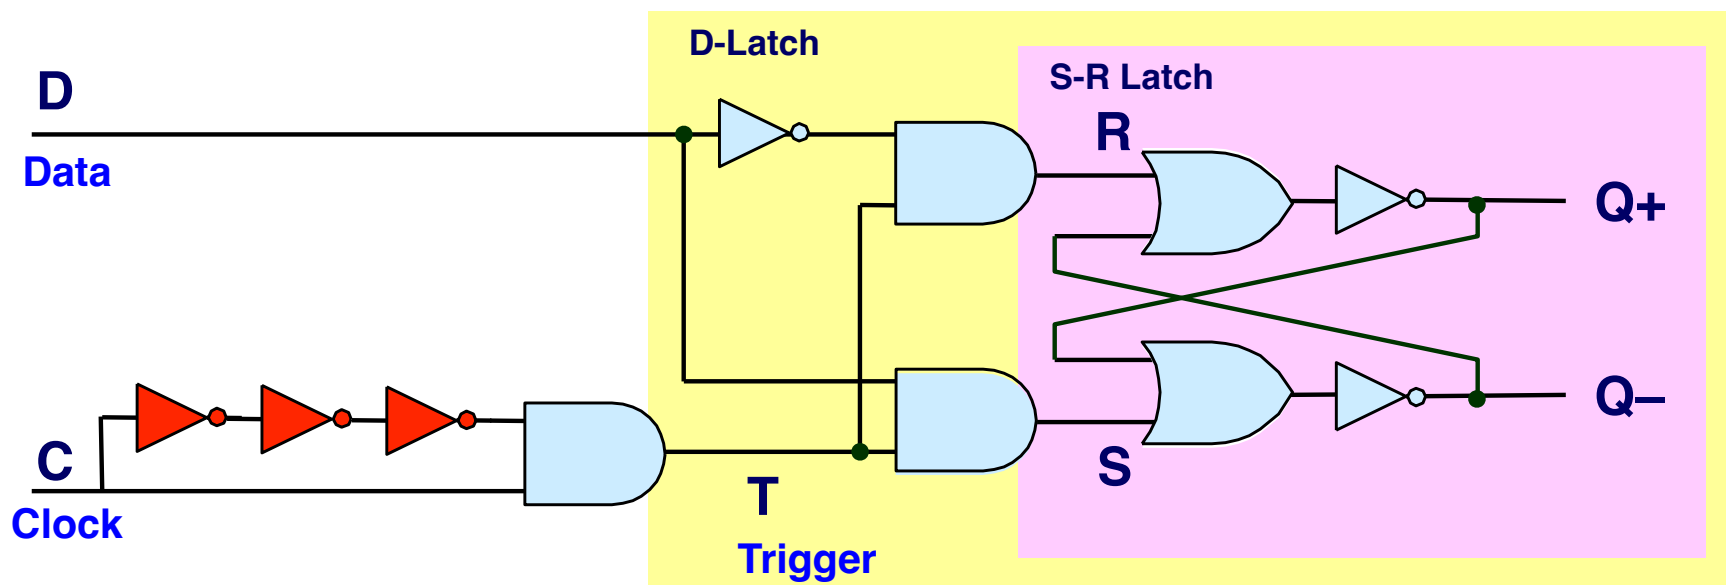 D-Latch
S-R Latch
D
Data
R
Q+
Q–
C
Clock
S
T
Trigger